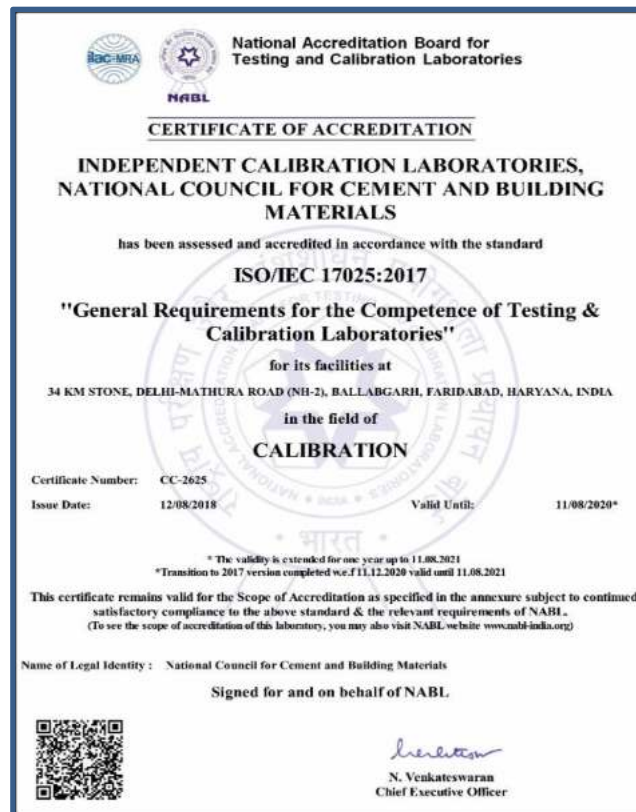 ilac-MRA
NABL
National Accreditation Board for
Testing and Calibration Laboratories
CERTIFICATE OF ACCREDITATION
INDEPENDENT CALIBRATION LABORATORIES,
NATIONAL COUNCIL FOR CEMENT AND BUILDING
MATERIALS
has been assessed and accredited in accordance with the standard
ISO/IEC 17025:2017
"General Requirements for the Competence of Testing &
Calibration Laboratories"
for its facilities at
34 KM STONE, DELHI-MATHURA ROAD (NH-2), BALLABGARH, FARIDABAD, HARYANA, INDIA
in the field of
CALIBRATION
Certificate Number: CC-2625
Issue Date: 12/08/2018 Valid Until: 11/08/2020*
भारत
* The validity is extended for one year up to 11.08.2021
*Transition to 2017 version completed w.e.f 11.12.2020 valid until 11.08.2021
This certificate remains valid for the Scope of Accreditation as specified in the annexure subject to continued
satisfactory compliance to the above standard & the relevant requirements of NABL.
(To see the scope of accreditation of this laboratory, you may also visit NABL website www.nabl-india.org)
Name of Legal Identity : National Council for Cement and Building Materials
Signed for and on behalf of NABL
N. Venkateswaran
Chief Executive Officer